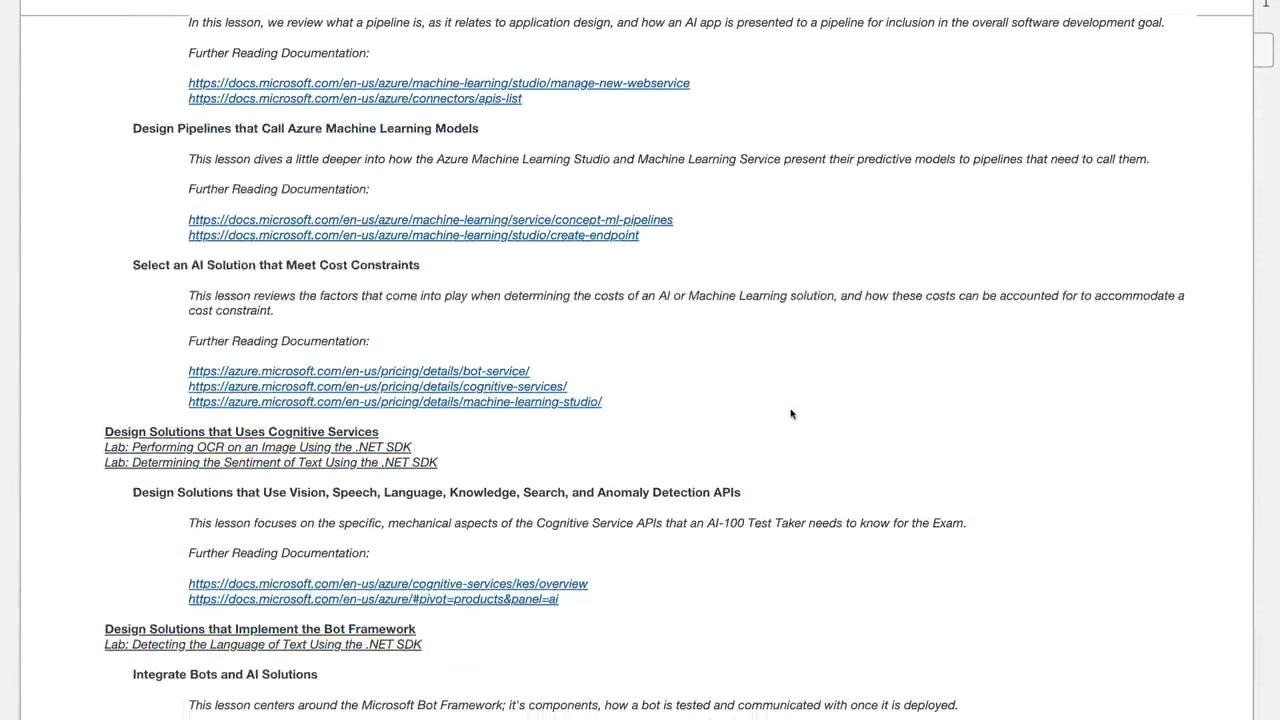 In this lesson, we review what a pipeline is, as it relates to application design, and how an AI app is presented to a pipeline for inclusion in the overall software development goal.
Further Reading Documentation:
https://docs.microsoft.com/en-us/azure/machine-learning/studio/manage-new-webservice
https://docs.microsoft.com/en-us/azure/connectors/apis-list
Design Pipelines that Call Azure Machine Learning Models
This lesson dives a little deeper into how the Azure Machine Learning Studio and Machine Learning Service present their predictive models to pipelines that need to call them.
Further Reading Documentation:
https://docs.microsoft.com/en-us/azure/machine-learning/service/concept-ml-pipelines
https://docs.microsoft.com/en-us/azure/machine-learning/studio/create-endpoint
Select an AI Solution that Meet Cost Constraints
This lesson reviews the factors that come into play when determining the costs of an AI or Machine Learning solution, and how these costs can be accounted for to accommodate a
cost constraint.
Further Reading Documentation:
https://azure.microsoft.com/en-us/pricing/details/bot-service/
https://azure.microsoft.com/en-us/pricing/details/cognitive-services/
https://azure.microsoft.com/en-us/pricing/details/machine-learning-studio/
Design Solutions that Uses Cognitive Services
Lab: Performing OCR on an Image Using the .NET SDK
Lab: Determining the Sentiment of Text Using the .NET SDK
Design Solutions that Use Vision, Speech, Language, Knowledge, Search, and Anomaly Detection APIs
This lesson focuses on the specific, mechanical aspects of the Cognitive Service APIs that an AI-100 Test Taker needs to know for the Exam.
Further Reading Documentation:
https://docs.microsoft.com/en-us/azure/cognitive-services/kes/overview
https://docs.microsoft.com/en-us/azure/#pivot=products&panel=ai
Design Solutions that Implement the Bot Framework
Lab: Detecting the Language of Text Using the .NET SDK
Integrate Bots and AI Solutions
This lesson centers around the Microsoft Bot Framework; it's components, how a bot is tested and communicated with once it is deployed.